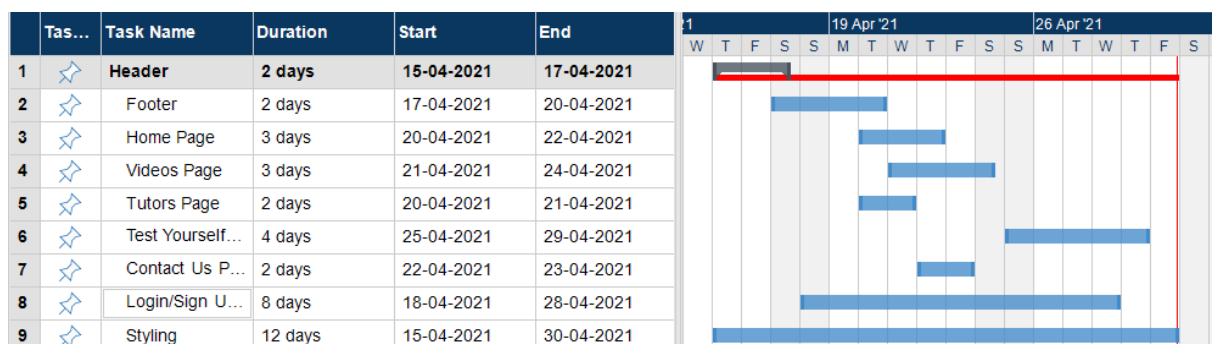 Tas... Task Name Duration Start End 21 19 Apr '21 26 Apr '21
W T F S S M T W T F S S M T W T F S
1 Header 2 days 15-04-2021 17-04-2021
2 Footer 2 days 17-04-2021 20-04-2021
3 Home Page 3 days 20-04-2021 22-04-2021
4 Videos Page 3 days 21-04-2021 24-04-2021
5 Tutors Page 2 days 20-04-2021 21-04-2021
6 Test Yourself... 4 days 25-04-2021 29-04-2021
7 Contact Us P... 2 days 22-04-2021 23-04-2021
8 Login/Sign U... 8 days 18-04-2021 28-04-2021
9 Styling 12 days 15-04-2021 30-04-2021